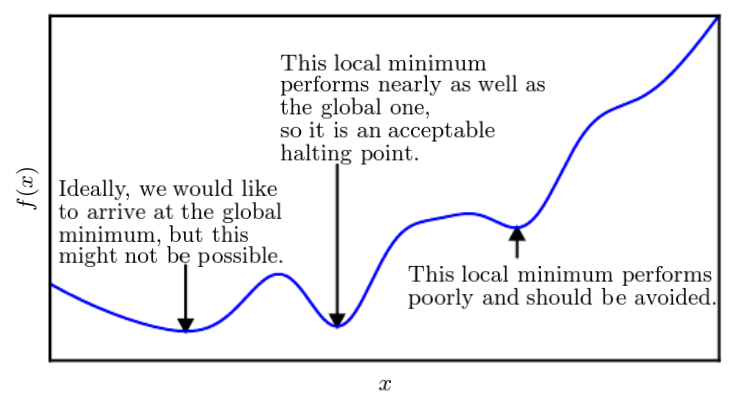 This local minimum
performs nearly as well as
the global one,
so it is an acceptable
halting point.
Ideally, we would like
to arrive at the global
minimum, but this
might not be possible.
This local minimum performs
poorly and should be avoided.
f(x)
x